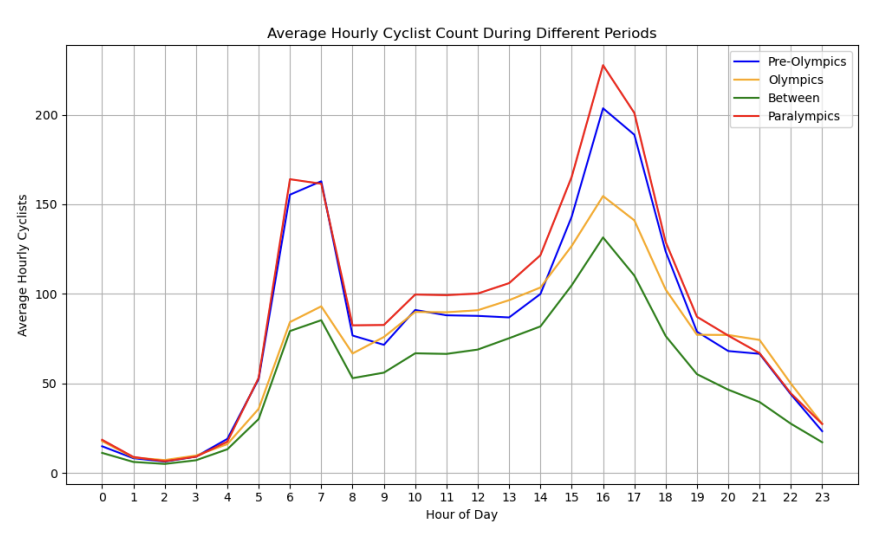 Average Hourly Cyclist Count During Different Periods
Pre-Olympics
Olympics
Between
Paralympics
Average Hourly Cyclists
200
150
100
50
0
0 1 2 3 4 5 6 7 8 9 10 11 12 13 14 15 16 17 18 19 20 21 22 23
Hour of Day